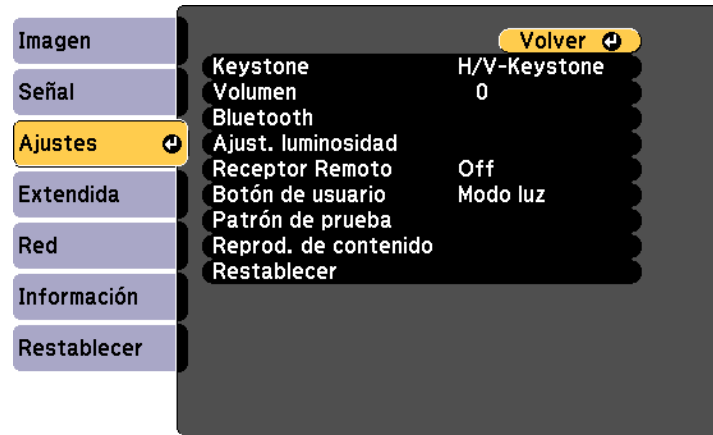 Imagen
Señal
Ajustes
Extendida
Red
Información
Restablecer
Volver
Keystone H/V-Keystone
Volumen 0
Bluetooth
Ajust. luminosidad
Receptor Remoto Off
Botón de usuario Modo luz
Patrón de prueba
Reprod. de contenido
Restablecer